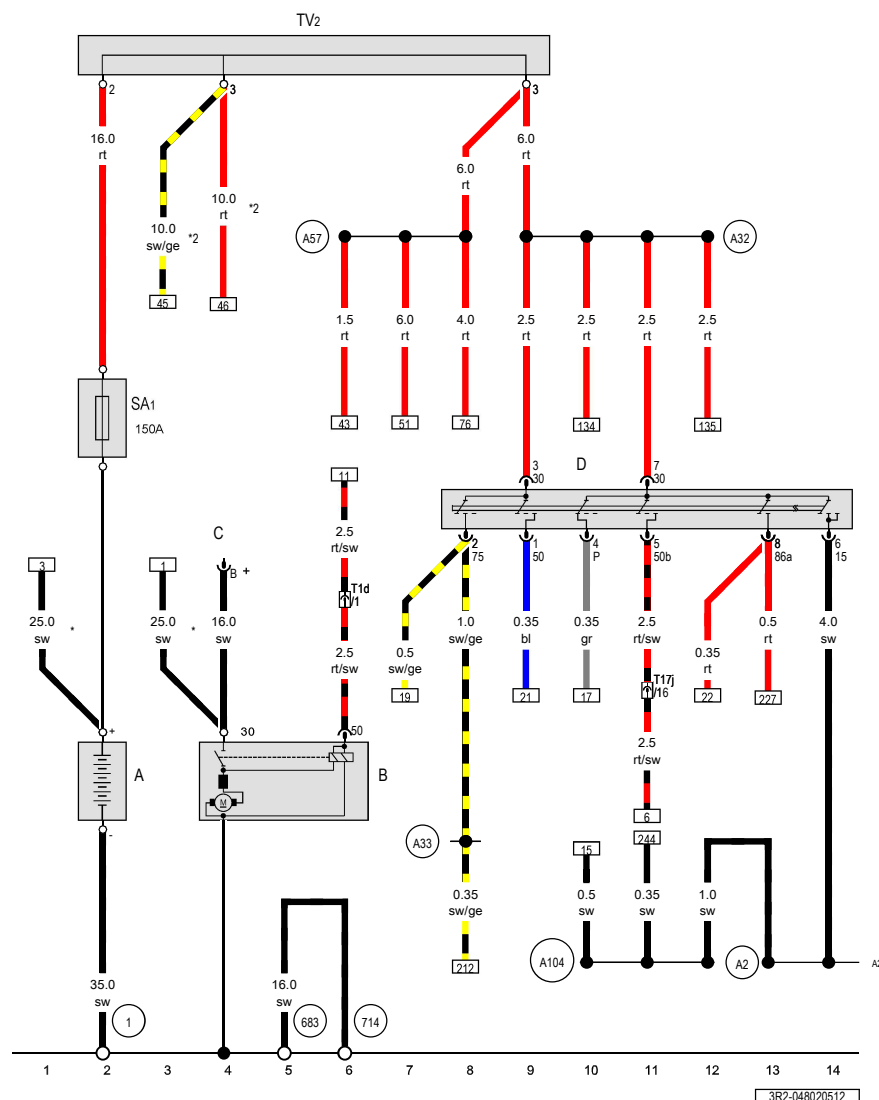 TV2
2
3
3
16.0
rt
6.0
rt
6.0
rt
10.0
rt
*2
10.0
sw/ge
*2
A57
A32
45
46
1.5
rt
6.0
rt
4.0
rt
2.5
rt
2.5
rt
2.5
rt
2.5
rt
SA1
150A
43
51
76
134
135
D
3
30
7
30
11
C
B +
2.5
rt/sw
2
75
1
50
4
P
5
50b
8
86a
6
15
3
1
T1d
/1
25.0
sw
*
25.0
sw
*
16.0
sw
2.5
rt/sw
0.5
sw/ge
1.0
sw/ge
0.35
bl
0.35
gr
2.5
rt/sw
0.35
rt
0.5
rt
4.0
sw
T17j
/16
19
21
17
22
227
+
30
50
2.5
rt/sw
A
B
M
-
6
A33
15
244
0.35
sw/ge
0.5
sw
0.35
sw
1.0
sw
212
A104
A2
35.0
sw
16.0
sw
1
683
714
1 2 3 4 5 6 7 8 9 10 11 12 13 14
3R2-048020512